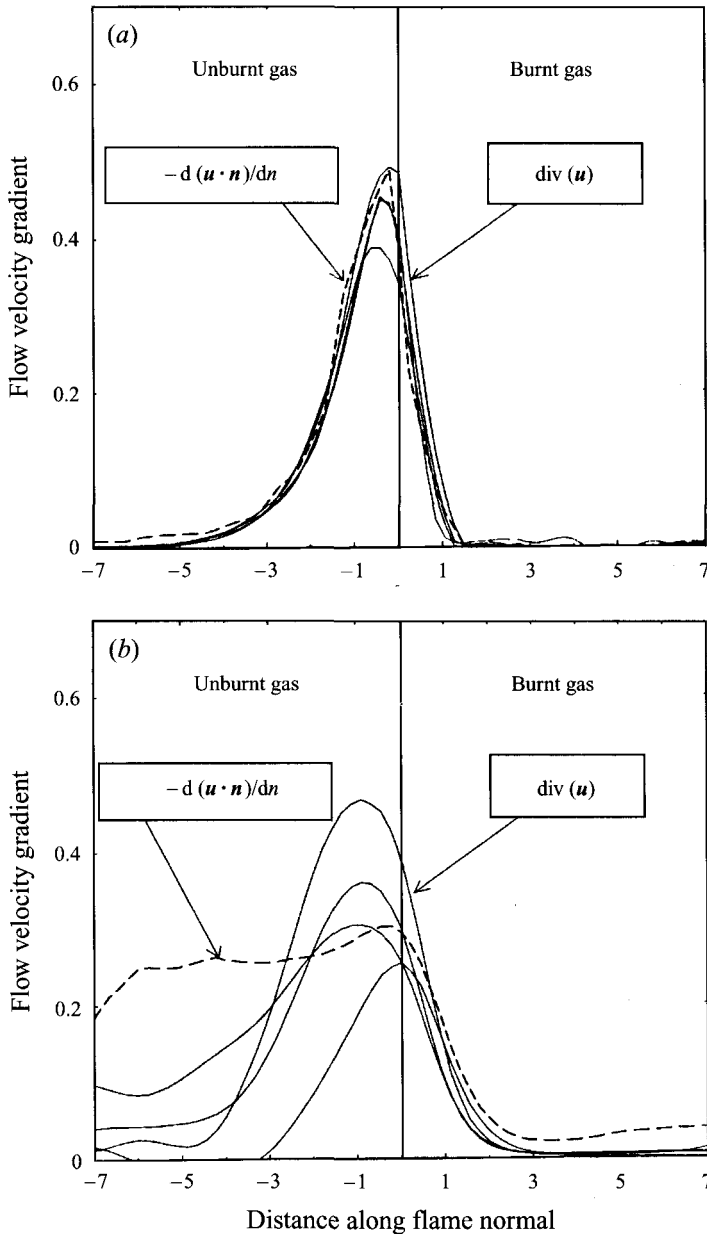 (a)
Unburnt gas
Burnt gas
0.6
− d (u · n)/dn
div (u)
0.4
Flow velocity gradient
0.2
0
−7 −5 −3 −1 1 3 5 7
(b)
0.6
Unburnt gas
Burnt gas
− d (u · n)/dn
div (u)
0.4
Flow velocity gradient
0.2
0
−7 −5 −3 −1 1 3 5 7
Distance along flame normal